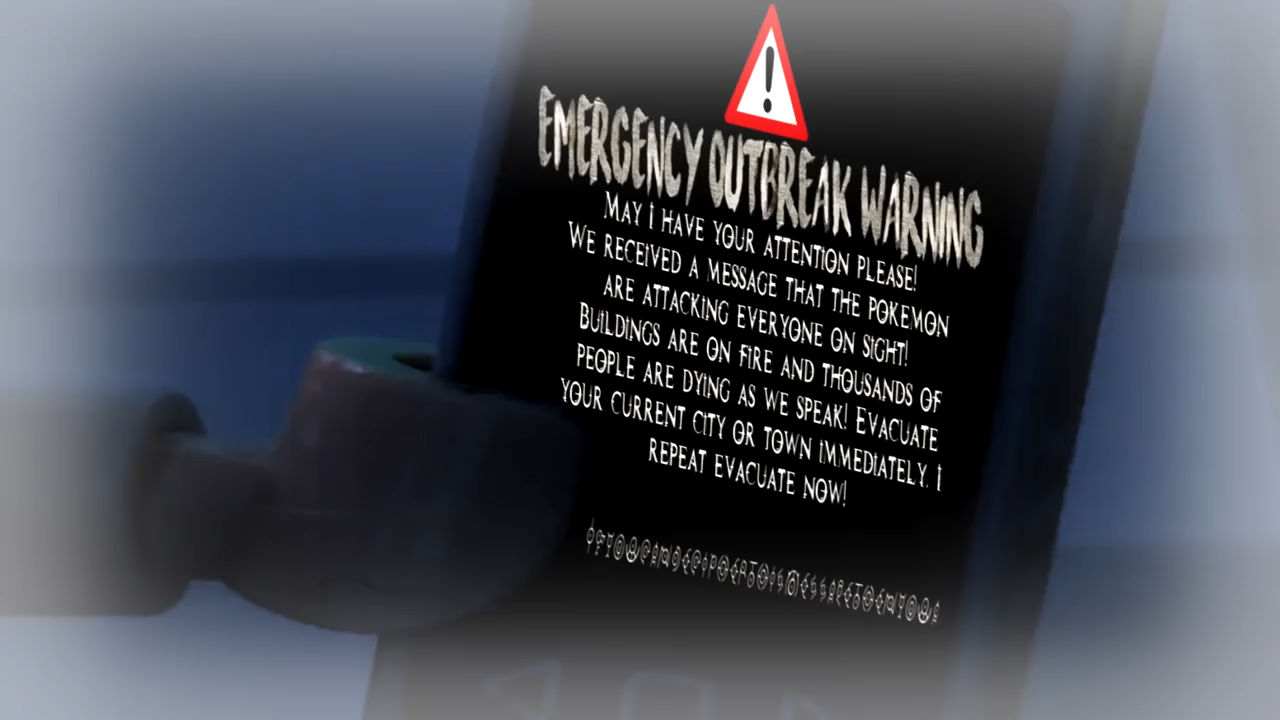 EMERGENCY OUTBREAK WARNING
MAY I HAVE YOUR ATTENTION PLEASE!
WE RECEIVED A MESSAGE THAT THE POKEMON
ARE ATTACKING EVERYONE ON SIGHT!
BUILDINGS ARE ON FIRE AND THOUSANDS OF
PEOPLE ARE DYING AS WE SPEAK! EVACUATE
YOUR CURRENT CITY OR TOWN IMMEDIATELY. I
REPEAT EVACUATE NOW!